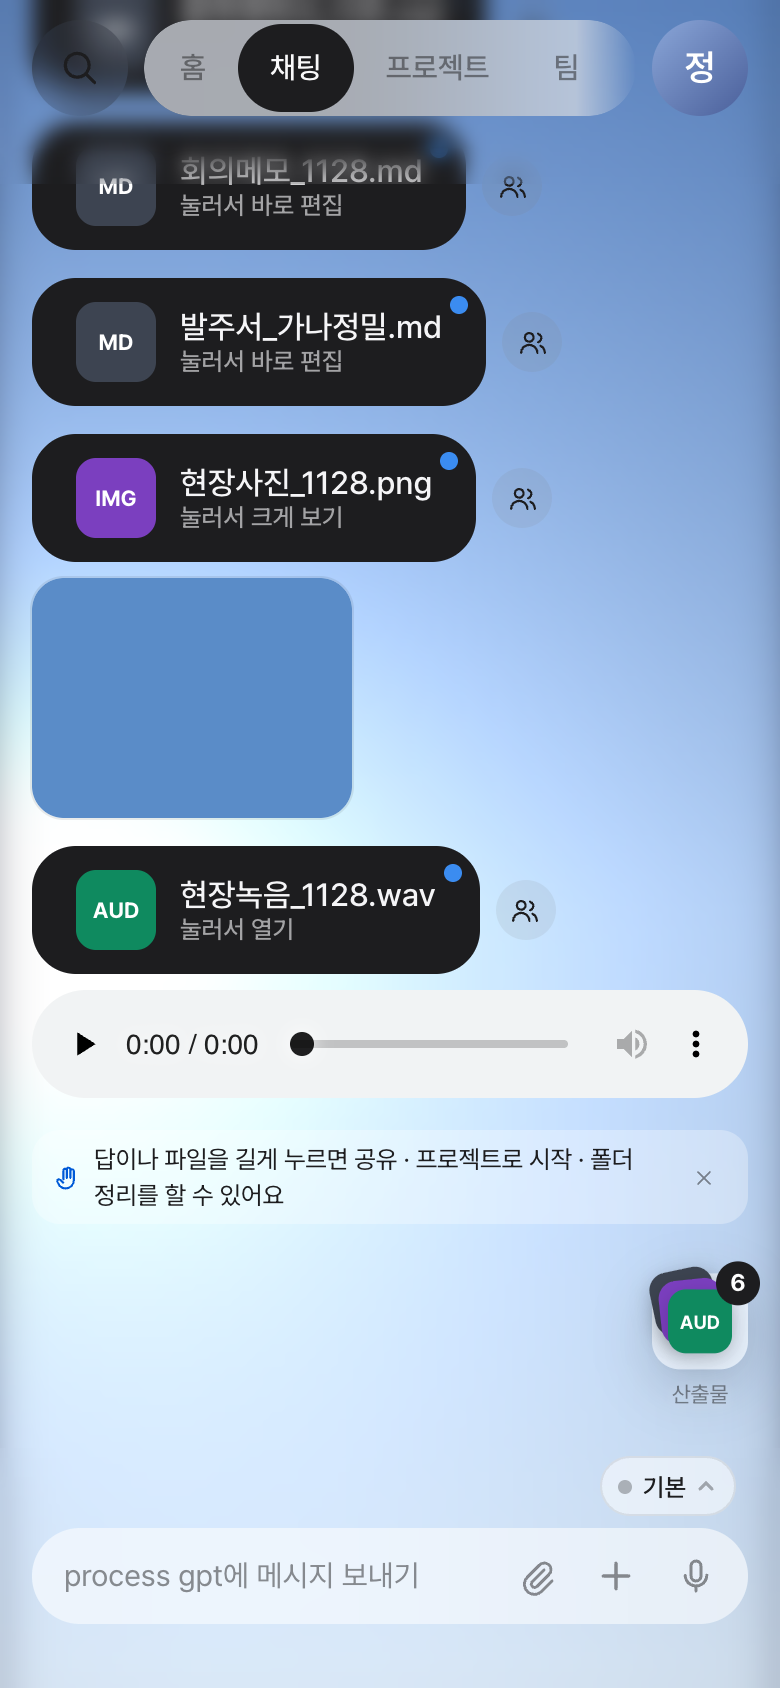 홈
채팅
프로젝트
팀
정
MD
회의메모_1128.md
눌러서 바로 편집
MD
발주서_가나정밀.md
눌러서 바로 편집
IMG
현장사진_1128.png
눌러서 크게 보기
AUD
현장녹음_1128.wav
눌러서 열기
0:00 / 0:00
답이나 파일을 길게 누르면 공유 · 프로젝트로 시작 · 폴더
정리를 할 수 있어요
6
AUD
산출물
기본
process gpt에 메시지 보내기